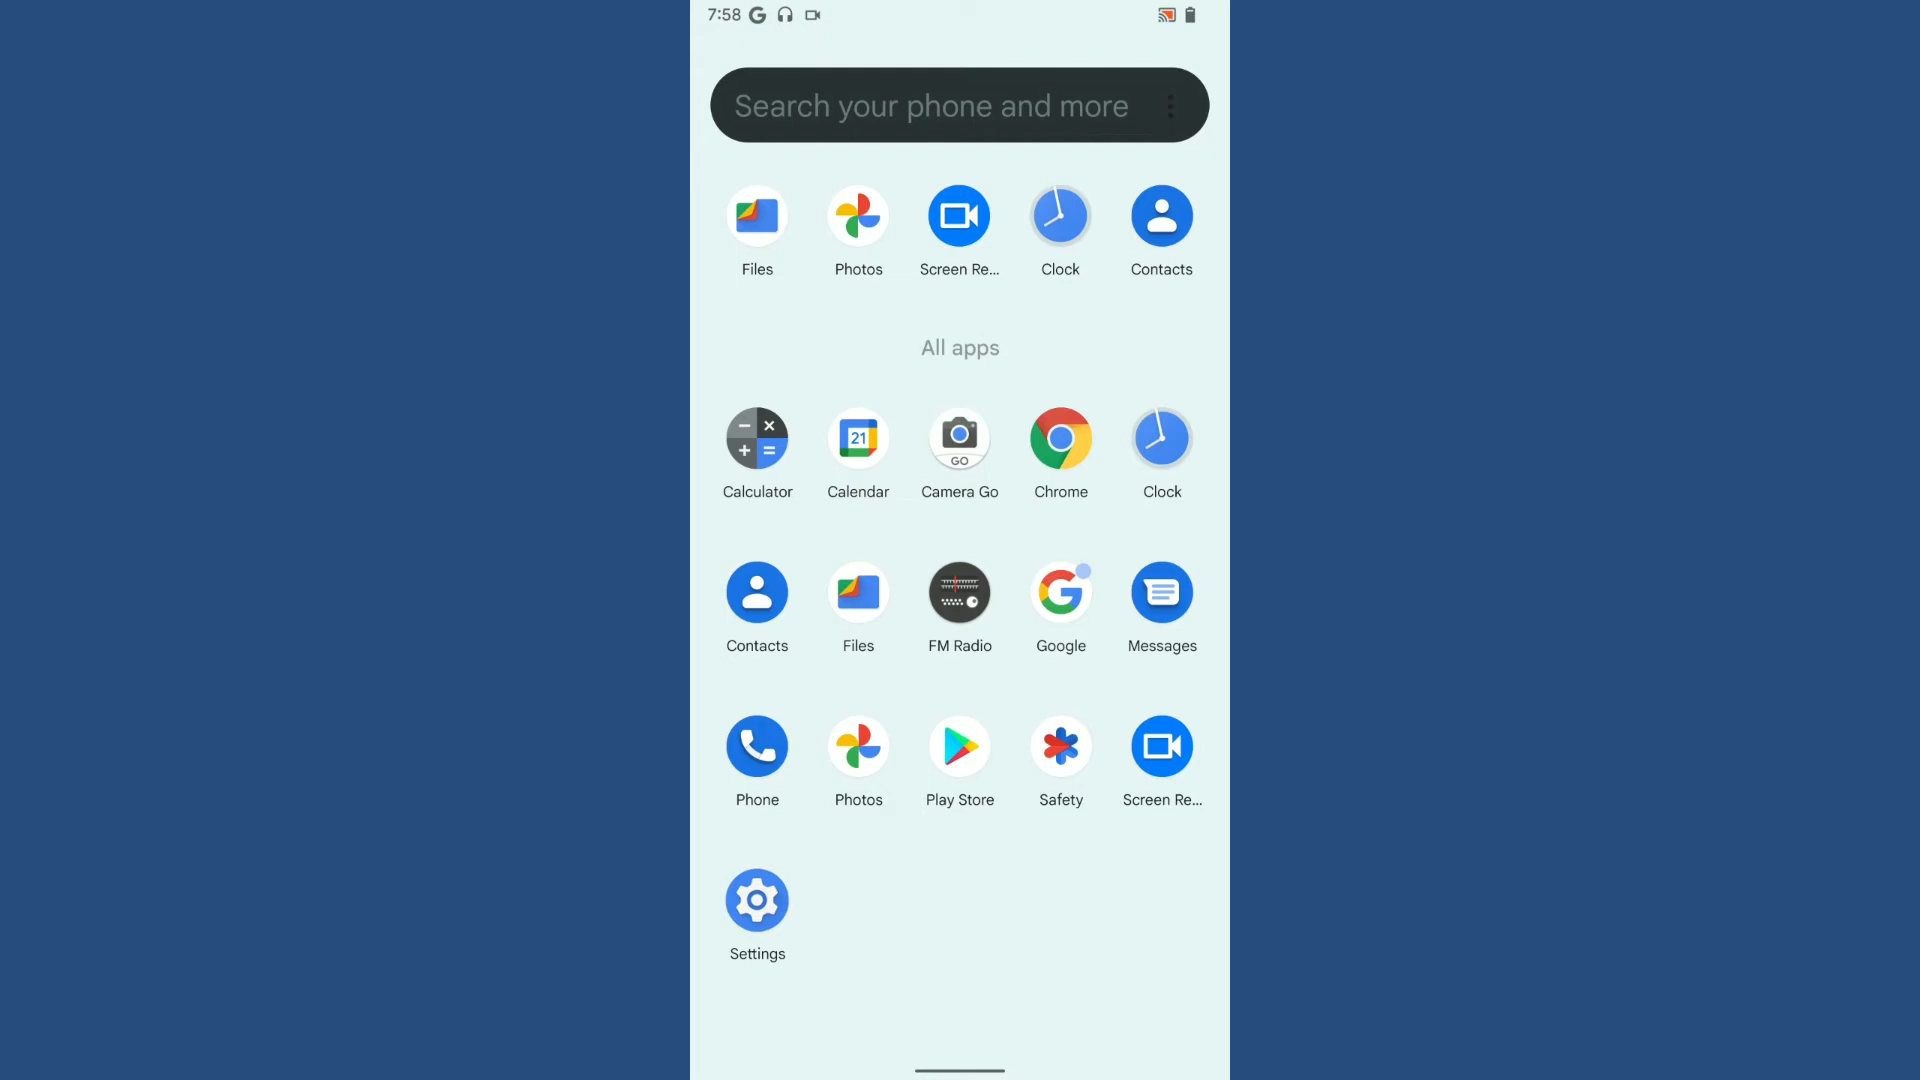 7:58
Search your phone and more
Files Photos Screen Re... Clock Contacts
All apps
21
GO
Calculator Calendar Camera Go Chrome Clock
Contacts Files FM Radio Google Messages
Phone Photos Play Store Safety Screen Re...
Settings